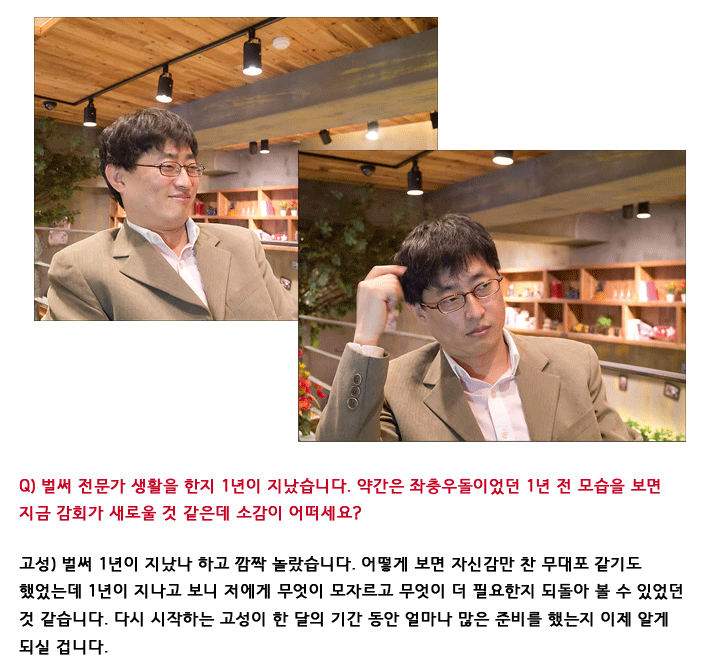 Q) 벌써 전문가 생활을 한지 1년이 지났습니다. 약간은 좌충우돌이었던 1년 전 모습을 보면
지금 감회가 새로울 것 같은데 소감이 어떠세요?
고성) 벌써 1년이 지났나 하고 깜짝 놀랐습니다. 어떻게 보면 자신감만 찬 무대포 같기도
했었는데 1년이 지나고 보니 저에게 무엇이 모자르고 무엇이 더 필요한지 되돌아 볼 수 있었던
것 같습니다. 다시 시작하는 고성이 한 달의 기간 동안 얼마나 많은 준비를 했는지 이제 알게
되실 겁니다.